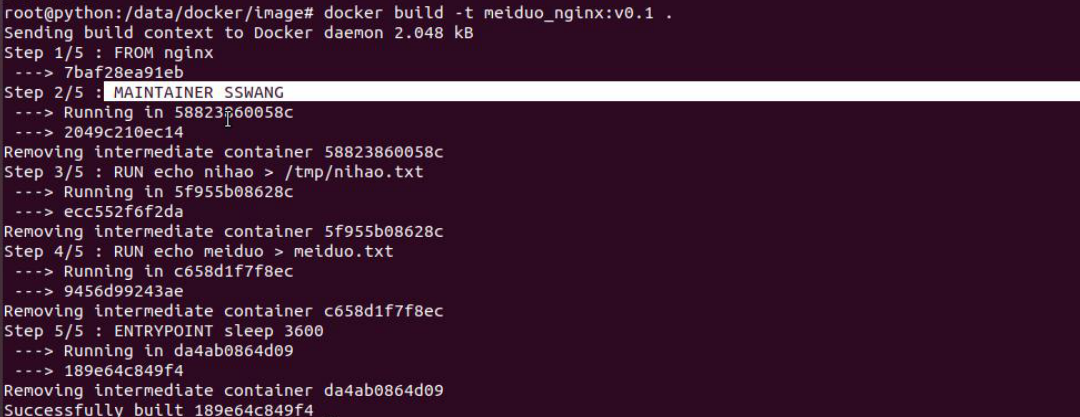 root@python:/data/docker/image# docker build -t meiduo_nginx:v0.1 .
Sending build context to Docker daemon 2.048 kB
Step 1/5 : FROM nginx
 ---> 7baf28ea91eb
Step 2/5 : MAINTAINER SSWANG
 ---> Running in 58823860058c
 ---> 2049c210ec14
Removing intermediate container 58823860058c
Step 3/5 : RUN echo nihao > /tmp/nihao.txt
 ---> Running in 5f955b08628c
 ---> ecc552f6f2da
Removing intermediate container 5f955b08628c
Step 4/5 : RUN echo meiduo > meiduo.txt
 ---> Running in c658d1f7f8ec
 ---> 9456d99243ae
Removing intermediate container c658d1f7f8ec
Step 5/5 : ENTRYPOINT sleep 3600
 ---> Running in da4ab0864d09
 ---> 189e64c849f4
Removing intermediate container da4ab0864d09
Successfully built 189e64c849f4